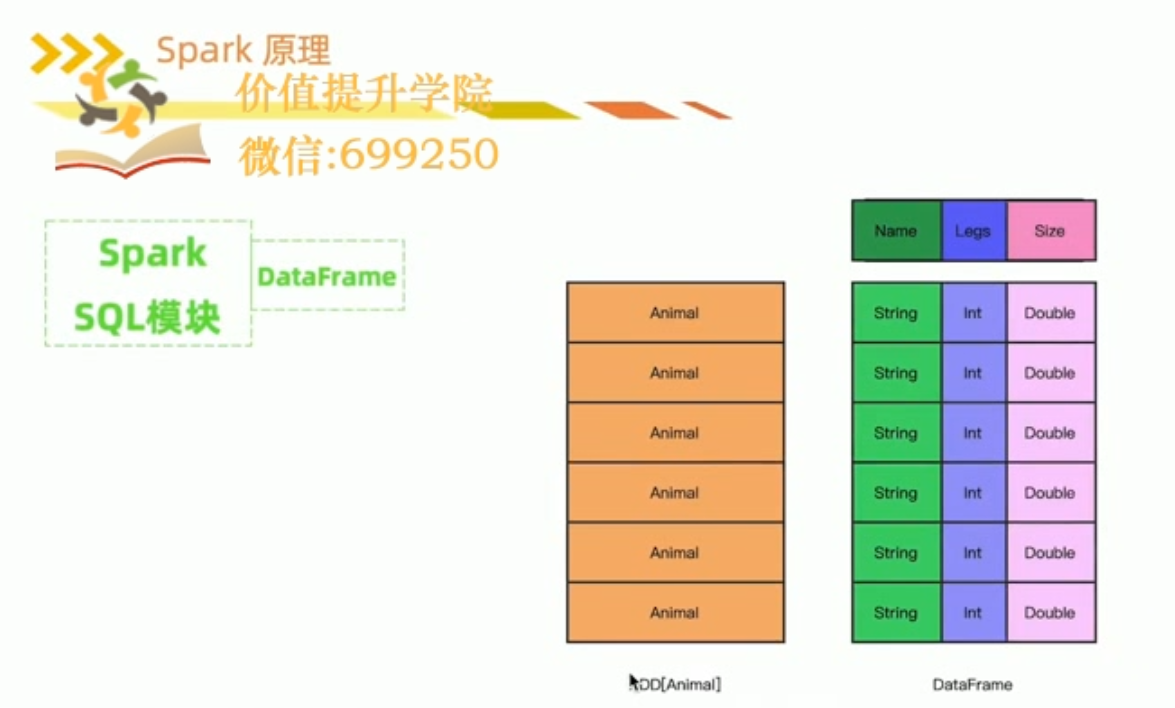 Spark 原理
价值提升学院
微信:699250
Spark
SQL模块
DataFrame
Name Legs Size
Animal String Int Double
Animal String Int Double
Animal String Int Double
Animal String Int Double
Animal String Int Double
Animal String Int Double
DD[Animal] DataFrame